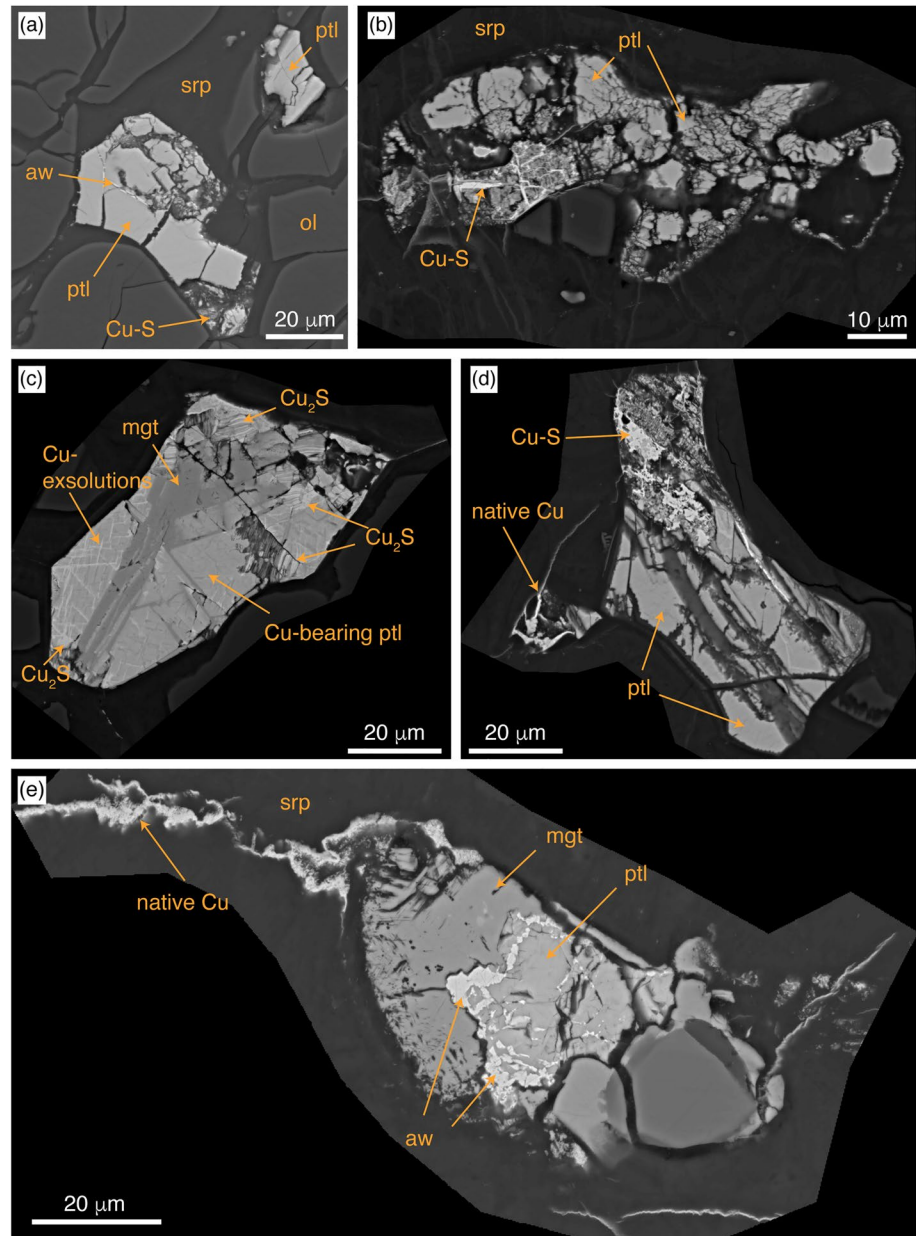 (a)
ptl
srp
aw
ol
ptl
Cu-S
20 μm
(b)
srp
ptl
Cu-S
10 μm
(c)
Cu₂S
mgt
Cu-
exsolutions
Cu₂S
Cu-bearing ptl
Cu₂S
20 μm
(d)
Cu-S
native Cu
ptl
20 μm
(e)
srp
mgt
ptl
native Cu
aw
20 μm